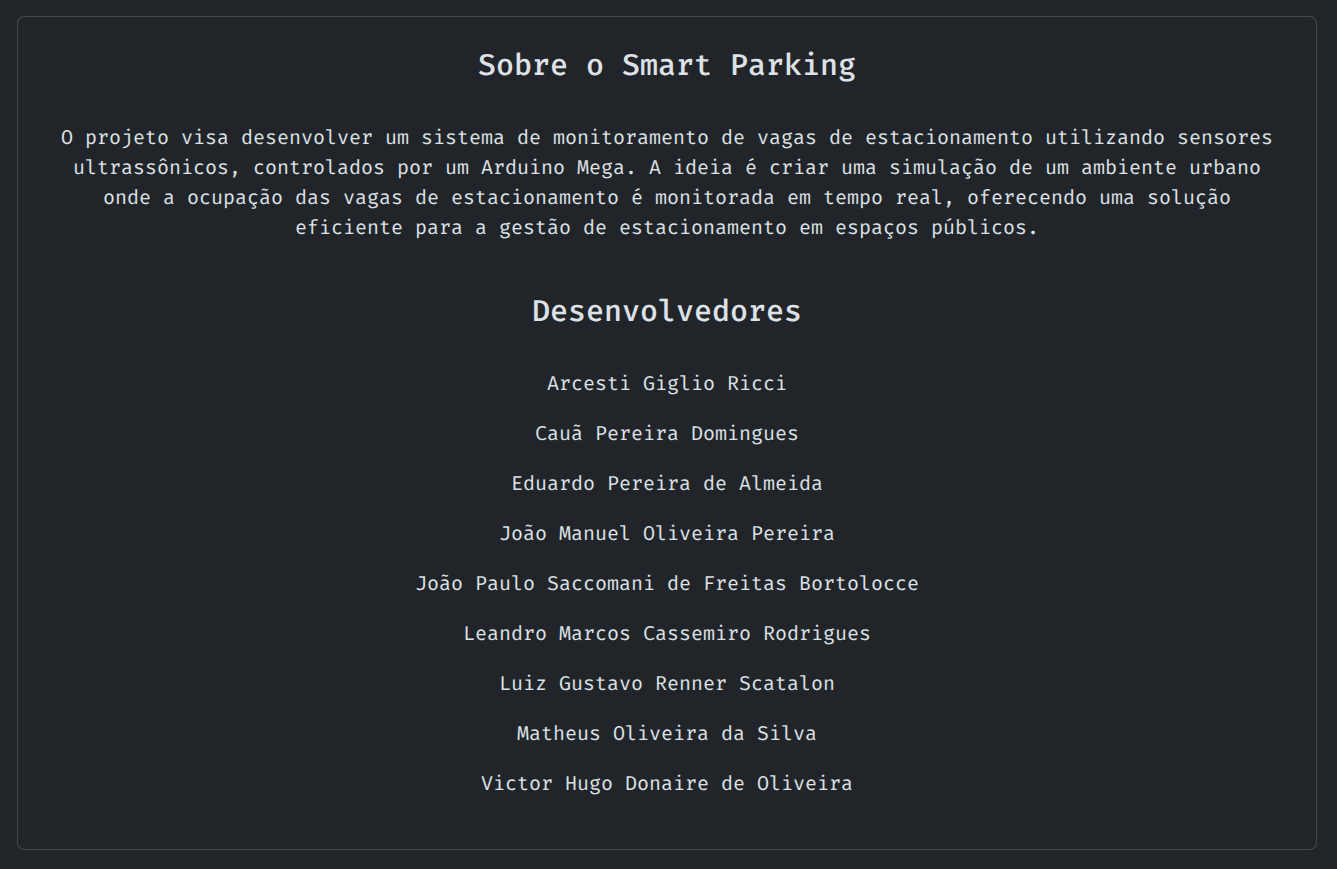 Sobre o Smart Parking
O projeto visa desenvolver um sistema de monitoramento de vagas de estacionamento utilizando sensores
ultrassônicos, controlados por um Arduino Mega. A ideia é criar uma simulação de um ambiente urbano
onde a ocupação das vagas de estacionamento é monitorada em tempo real, oferecendo uma solução
eficiente para a gestão de estacionamento em espaços públicos.
Desenvolvedores
Arcesti Giglio Ricci
Cauã Pereira Domingues
Eduardo Pereira de Almeida
João Manuel Oliveira Pereira
João Paulo Saccomani de Freitas Bortolocce
Leandro Marcos Cassemiro Rodrigues
Luiz Gustavo Renner Scatalon
Matheus Oliveira da Silva
Victor Hugo Donaire de Oliveira